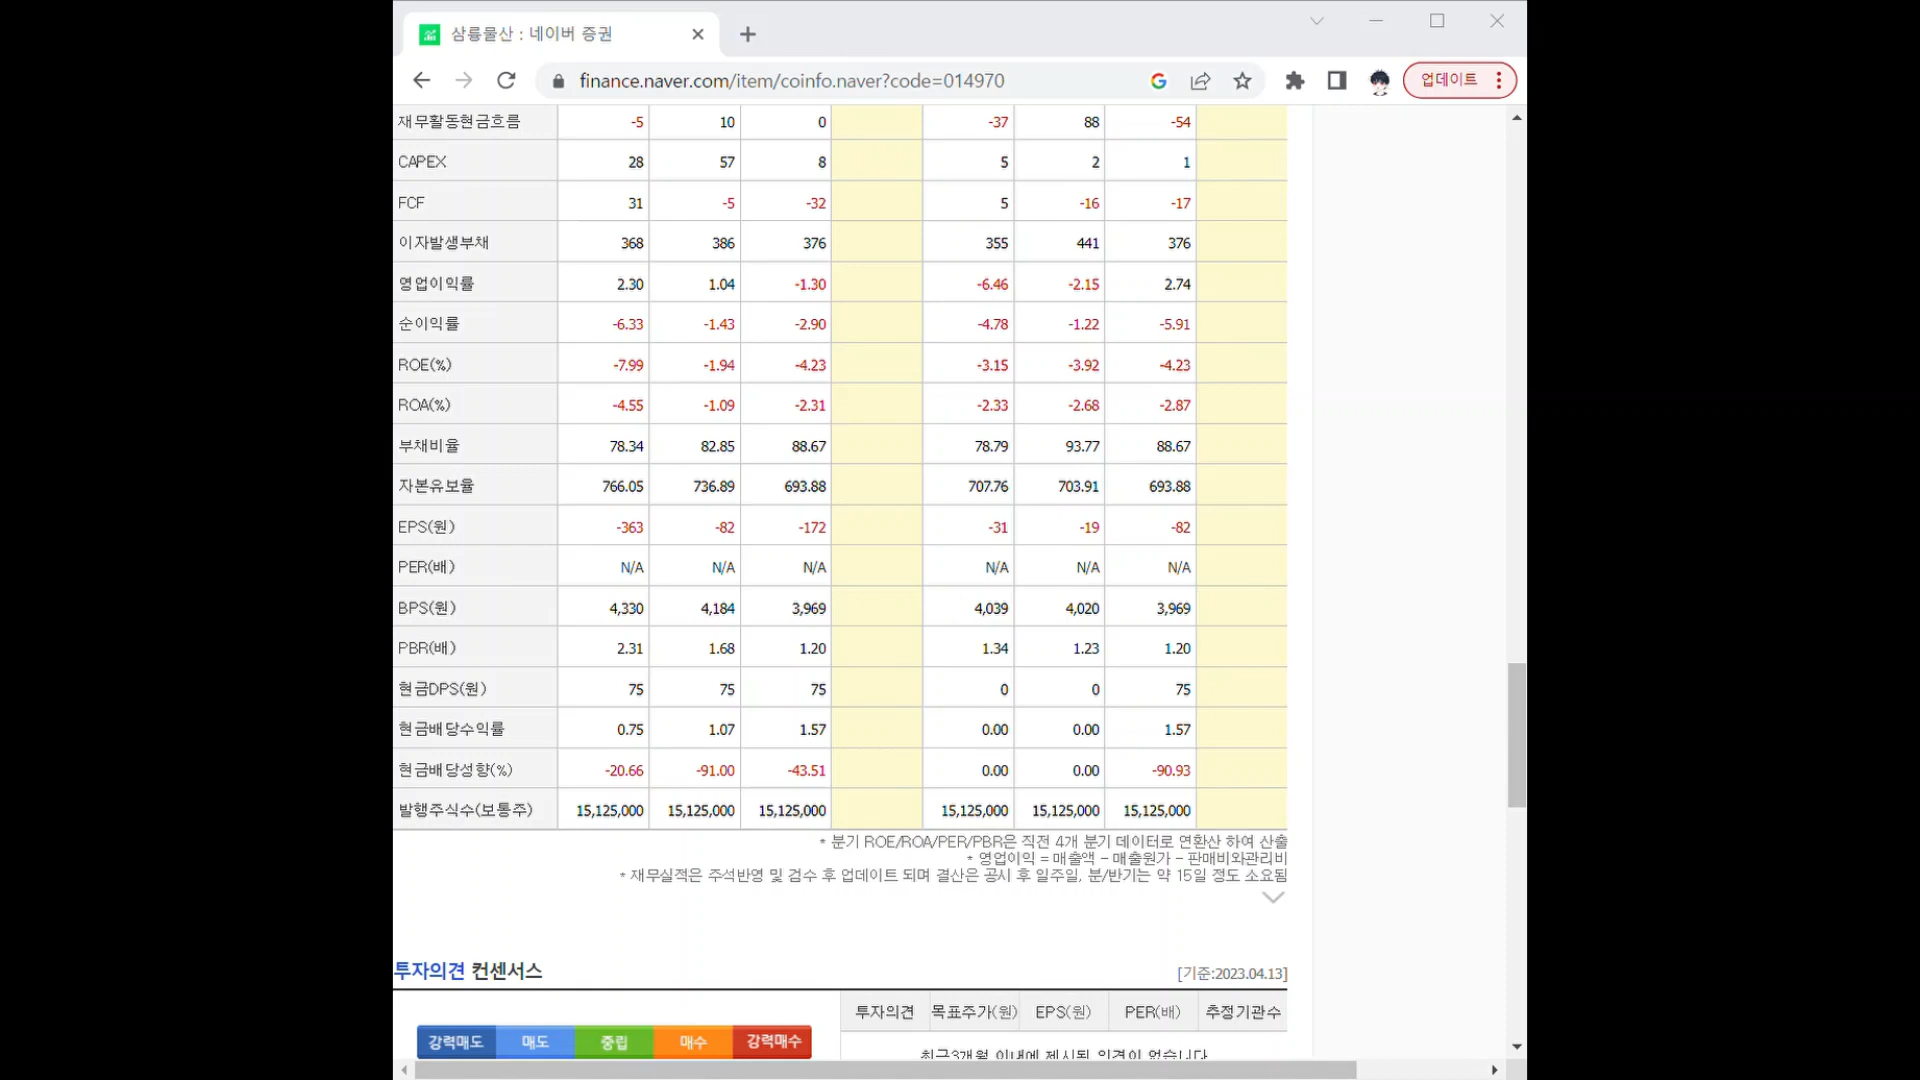 삼륭물산 : 네이버 증권
finance.naver.com/item/coinfo.naver?code=014970
업데이트
재무활동현금흐름 -5 10 0 -37 88 -54
CAPEX 28 57 8 5 2 1
FCF 31 -5 -32 5 -16 -17
이자발생부채 368 386 376 355 441 376
영업이익률 2.30 1.04 -1.30 -6.46 -2.15 2.74
순이익률 -6.33 -1.43 -2.90 -4.78 -1.22 -5.91
ROE(%) -7.99 -1.94 -4.23 -3.15 -3.92 -4.23
ROA(%) -4.55 -1.09 -2.31 -2.33 -2.68 -2.87
부채비율 78.34 82.85 88.67 78.79 93.77 88.67
자본유보율 766.05 736.89 693.88 707.76 703.91 693.88
EPS(원) -363 -82 -172 -31 -19 -82
PER(배) N/A N/A N/A N/A N/A N/A
BPS(원) 4,330 4,184 3,969 4,039 4,020 3,969
PBR(배) 2.31 1.68 1.20 1.34 1.23 1.20
현금DPS(원) 75 75 75 0 0 75
현금배당수익률 0.75 1.07 1.57 0.00 0.00 1.57
현금배당성향(%) -20.66 -91.00 -43.51 0.00 0.00 -90.93
발행주식수(보통주) 15,125,000 15,125,000 15,125,000 15,125,000 15,125,000 15,125,000
* 분기 ROE/ROA/PER/PBR은 직전 4개 분기 데이터로 연환산 하여 산출
* 영업이익 = 매출액 - 매출원가 - 판매비와관리비
* 재무실적은 주석반영 및 검수 후 업데이트 되며 결산은 공시 후 일주일, 분/반기는 약 15일 정도 소요됨
투자의견 컨센서스 [기준:2023.04.13]
투자의견 목표주가(원) EPS(원) PER(배) 추정기관수
강력매도 매도 중립 매수 강력매수
최근3개월 이내에 제시된 의견이 없습니다